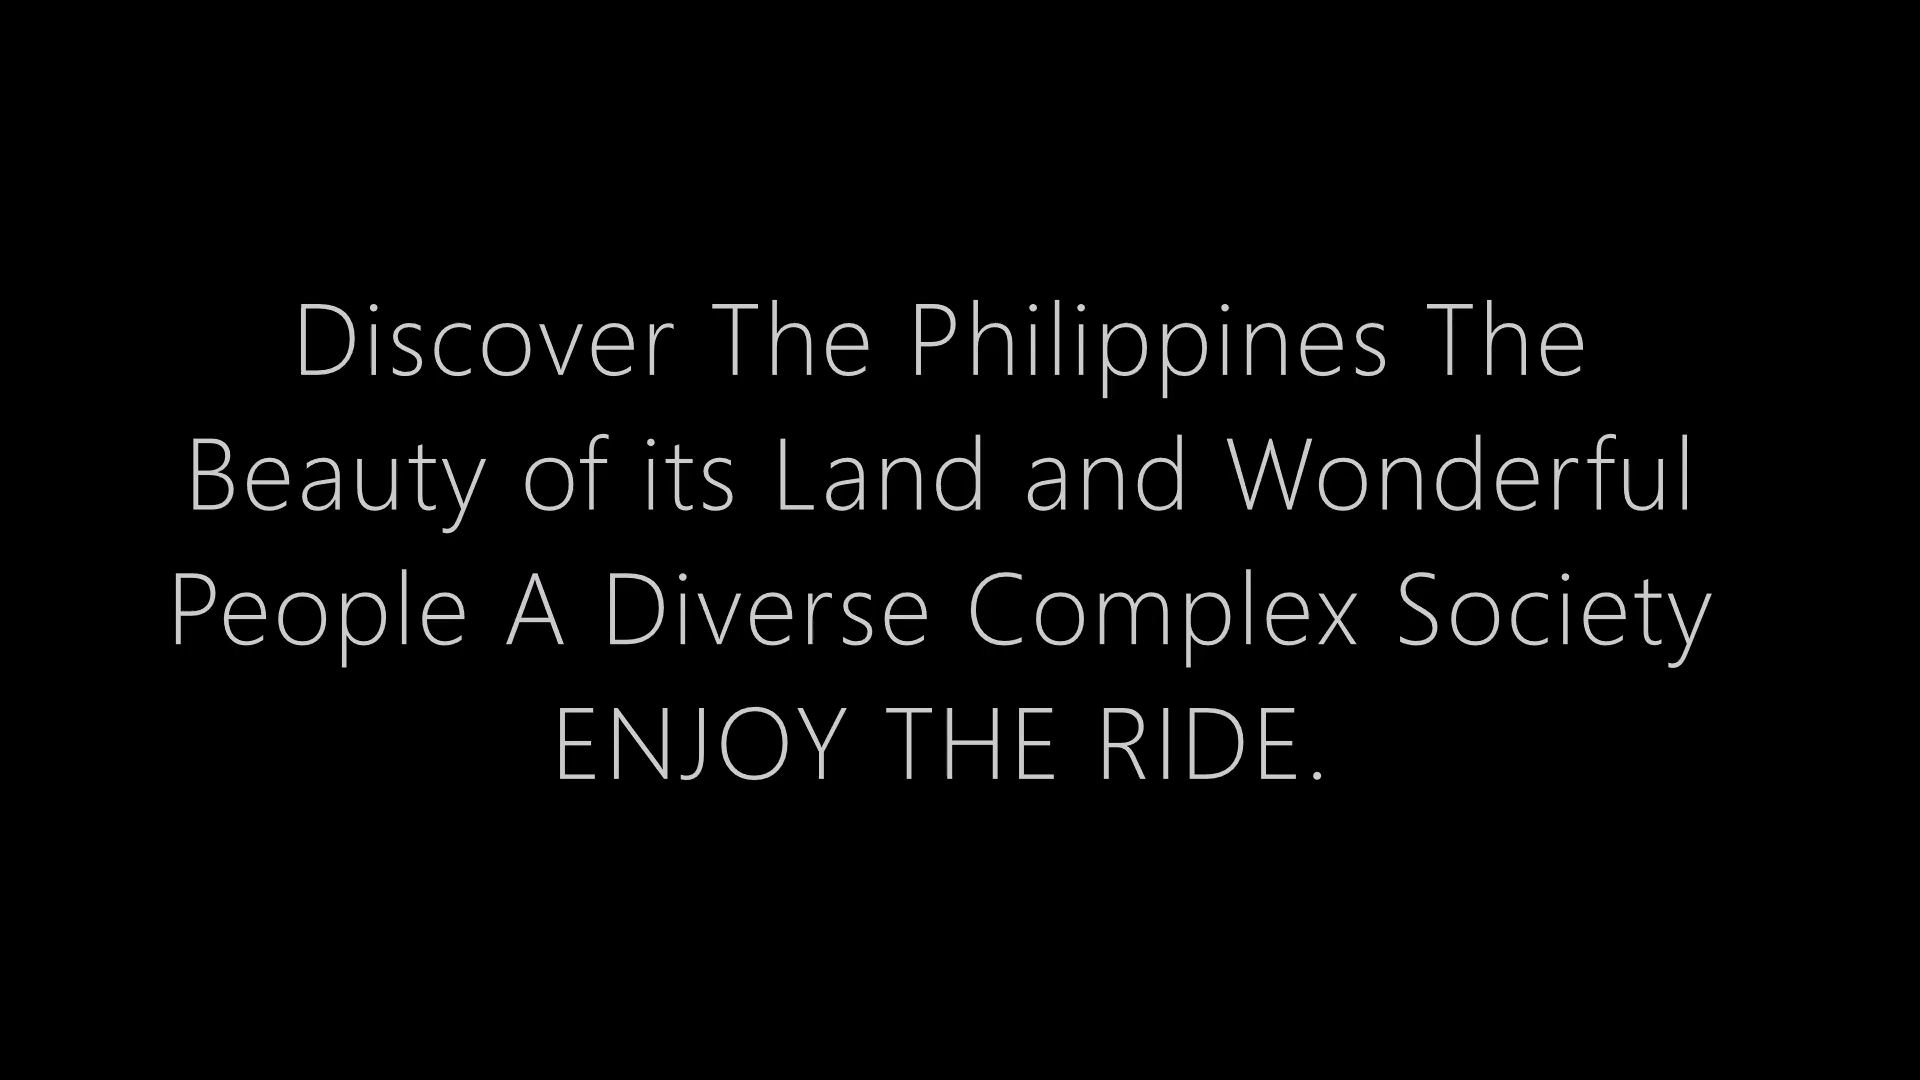 Discover The Philippines The
Beauty of its Land and Wonderful
People A Diverse Complex Society
ENJOY THE RIDE.